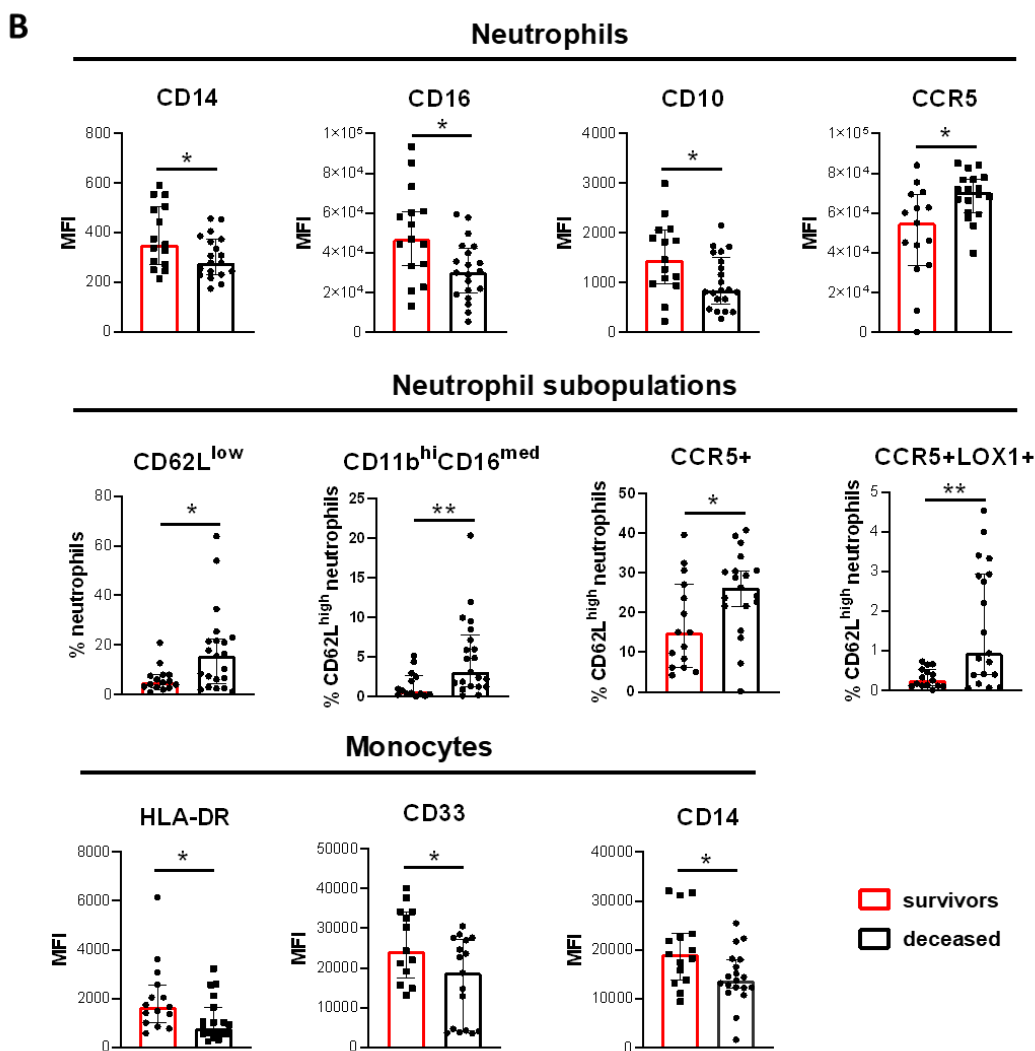 B
Neutrophils
CD14 CD16 CD10 CCR5
MFI 800 600 400 200 0 *
MFI 1×10⁵ 8×10⁴ 6×10⁴ 4×10⁴ 2×10⁴ 0 *
MFI 4000 3000 2000 1000 0 *
MFI 1×10⁵ 8×10⁴ 6×10⁴ 4×10⁴ 2×10⁴ 0 *
Neutrophil subopulations
CD62Llow CD11bhiCD16med CCR5+ CCR5+LOX1+
% neutrophils 80 60 40 20 0 *
% CD62Lhigh neutrophils 25 20 15 10 5 0 **
% CD62Lhigh neutrophils 50 40 30 20 10 0 *
% CD62Lhigh neutrophils 5 4 3 2 1 0 **
Monocytes
HLA-DR CD33 CD14
MFI 8000 6000 4000 2000 0 *
MFI 50000 40000 30000 20000 10000 0 *
MFI 40000 30000 20000 10000 0 *
survivors
deceased